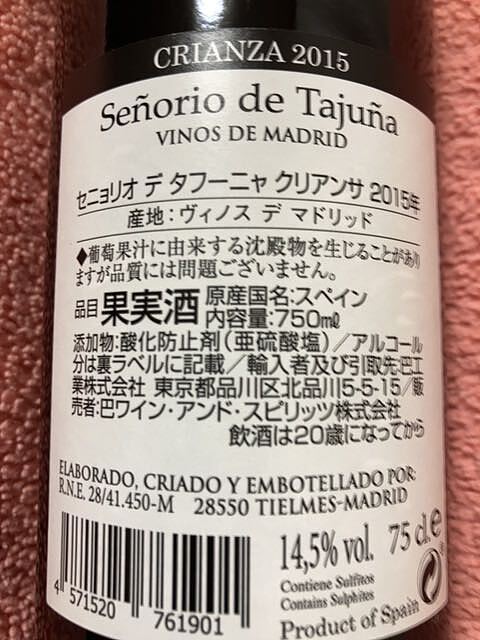 CRIANZA 2015
Señorio de Tajuña
VINOS DE MADRID
セニョリオ デ タフーニャ クリアンサ 2015年
産地：ヴィノス デ マドリッド
◆葡萄果汁に由来する沈殿物を生じることがあり
ますが品質には問題ございません。
品目 果実酒 原産国名：スペイン
内容量：750㎖
添加物：酸化防止剤（亜硫酸塩）／アルコール
分は裏ラベルに記載／輸入者及び引取先：巴工
業株式会社 東京都品川区北品川5-5-15／販
売者：巴ワイン・アンド・スピリッツ株式会社
飲酒は20歳になってから
ELABORADO, CRIADO Y EMBOTELLADO POR:
R.N.E. 28/41.450-M 28550 TIELMES-MADRID
14,5% vol. 75 cl. e
Contiene Sulfitos
Contains Sulphites
Product of Spain
4 571520 761901